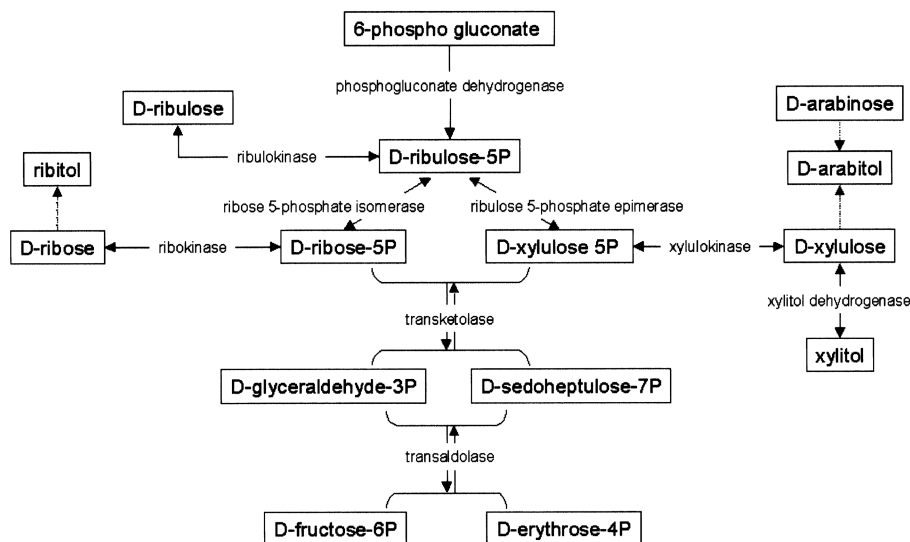 6-phospho gluconate
phosphogluconate dehydrogenase
D-ribulose
D-arabinose
ribulokinase
D-ribulose-5P
ribitol
D-arabitol
ribose 5-phosphate isomerase
ribulose 5-phosphate epimerase
D-ribose
ribokinase
D-ribose-5P
D-xylulose 5P
xylulokinase
D-xylulose
xylitol dehydrogenase
transketolase
xylitol
D-glyceraldehyde-3P
D-sedoheptulose-7P
transaldolase
D-fructose-6P
D-erythrose-4P